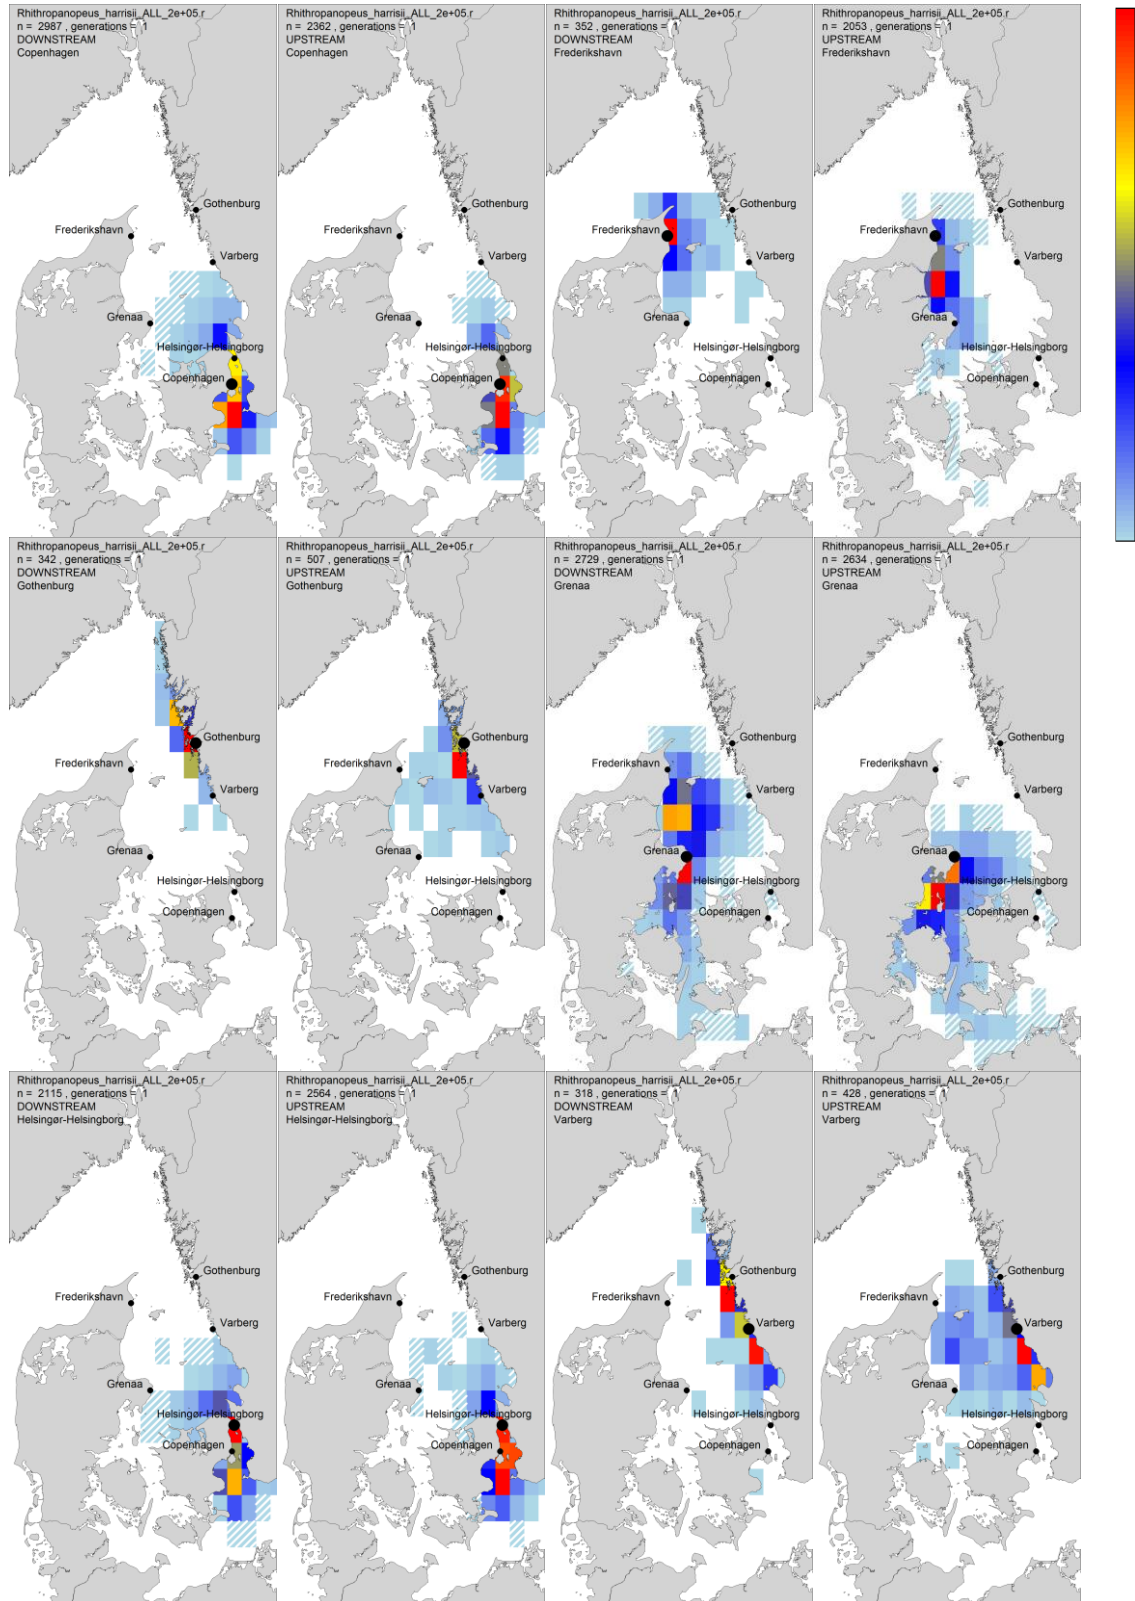 Rhithropanopeus_harrisii_ALL_2e+05.r
n = 2987 , generations = 1
DOWNSTREAM
Copenhagen
Gothenburg
Frederikshavn
Varberg
Grenaa
Helsingør-Helsingborg
Copenhagen
Rhithropanopeus_harrisii_ALL_2e+05.r
n = 2362 , generations = 1
UPSTREAM
Copenhagen
Gothenburg
Frederikshavn
Varberg
Grenaa
Helsingør-Helsingborg
Copenhagen
Rhithropanopeus_harrisii_ALL_2e+05.r
n = 352 , generations = 1
DOWNSTREAM
Frederikshavn
Gothenburg
Frederikshavn
Varberg
Grenaa
Helsingør-Helsingborg
Copenhagen
Rhithropanopeus_harrisii_ALL_2e+05.r
n = 2053 , generations = 1
UPSTREAM
Frederikshavn
Gothenburg
Frederikshavn
Varberg
Grenaa
Helsingør-Helsingborg
Copenhagen
Rhithropanopeus_harrisii_ALL_2e+05.r
n = 342 , generations = 1
DOWNSTREAM
Gothenburg
Gothenburg
Frederikshavn
Varberg
Grenaa
Helsingør-Helsingborg
Copenhagen
Rhithropanopeus_harrisii_ALL_2e+05.r
n = 507 , generations = 1
UPSTREAM
Gothenburg
Gothenburg
Frederikshavn
Varberg
Grenaa
Helsingør-Helsingborg
Copenhagen
Rhithropanopeus_harrisii_ALL_2e+05.r
n = 2729 , generations = 1
DOWNSTREAM
Grenaa
Gothenburg
Frederikshavn
Varberg
Grenaa
Helsingør-Helsingborg
Copenhagen
Rhithropanopeus_harrisii_ALL_2e+05.r
n = 2634 , generations = 1
UPSTREAM
Grenaa
Gothenburg
Frederikshavn
Varberg
Grenaa
Helsingør-Helsingborg
Copenhagen
Rhithropanopeus_harrisii_ALL_2e+05.r
n = 2115 , generations = 1
DOWNSTREAM
Helsingør-Helsingborg
Gothenburg
Frederikshavn
Varberg
Grenaa
Helsingør-Helsingborg
Copenhagen
Rhithropanopeus_harrisii_ALL_2e+05.r
n = 2564 , generations = 1
UPSTREAM
Helsingør-Helsingborg
Gothenburg
Frederikshavn
Varberg
Grenaa
Helsingør-Helsingborg
Copenhagen
Rhithropanopeus_harrisii_ALL_2e+05.r
n = 318 , generations = 1
DOWNSTREAM
Varberg
Gothenburg
Frederikshavn
Varberg
Grenaa
Helsingør-Helsingborg
Copenhagen
Rhithropanopeus_harrisii_ALL_2e+05.r
n = 428 , generations = 1
UPSTREAM
Varberg
Gothenburg
Frederikshavn
Varberg
Grenaa
Helsingør-Helsingborg
Copenhagen